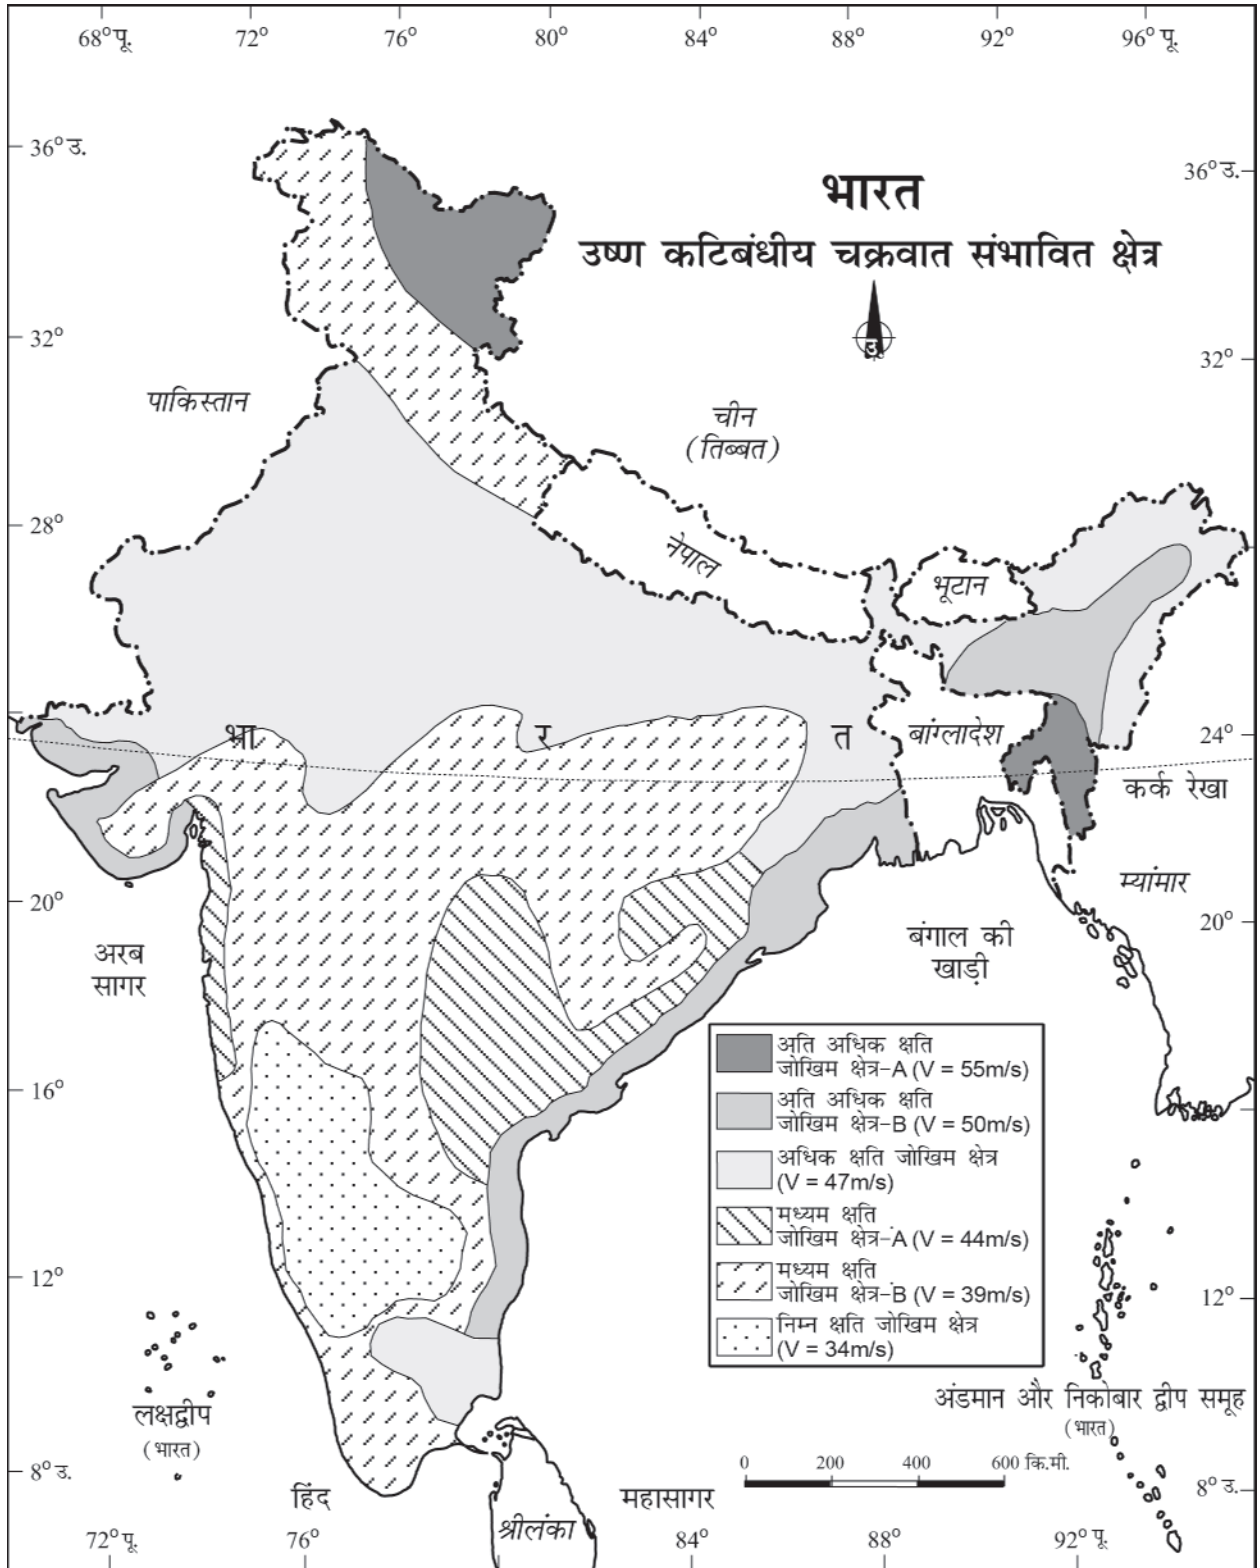 68° पू. 72° 76° 80° 84° 88° 92° 96° पू.
36° उ.
36° उ.
भारत
उष्ण कटिबंधीय चक्रवात संभावित क्षेत्र
उ
32°
32°
पाकिस्तान
चीन
(तिब्बत)
28°
नेपाल
भूटान
भा र त
बांग्लादेश
24°
कर्क रेखा
म्यांमार
20°
20°
अरब
सागर
बंगाल की
खाड़ी
अति अधिक क्षति
जोखिम क्षेत्र-A (V = 55m/s)
अति अधिक क्षति
जोखिम क्षेत्र-B (V = 50m/s)
अधिक क्षति जोखिम क्षेत्र
(V = 47m/s)
मध्यम क्षति
जोखिम क्षेत्र-A (V = 44m/s)
मध्यम क्षति
जोखिम क्षेत्र-B (V = 39m/s)
निम्न क्षति जोखिम क्षेत्र
(V = 34m/s)
16°
12°
12°
लक्षद्वीप
(भारत)
अंडमान और निकोबार द्वीप समूह
(भारत)
0 200 400 600 कि.मी.
8° उ.
8° उ.
हिंद महासागर
श्रीलंका
72° पू. 76° 84° 88° 92° पू.